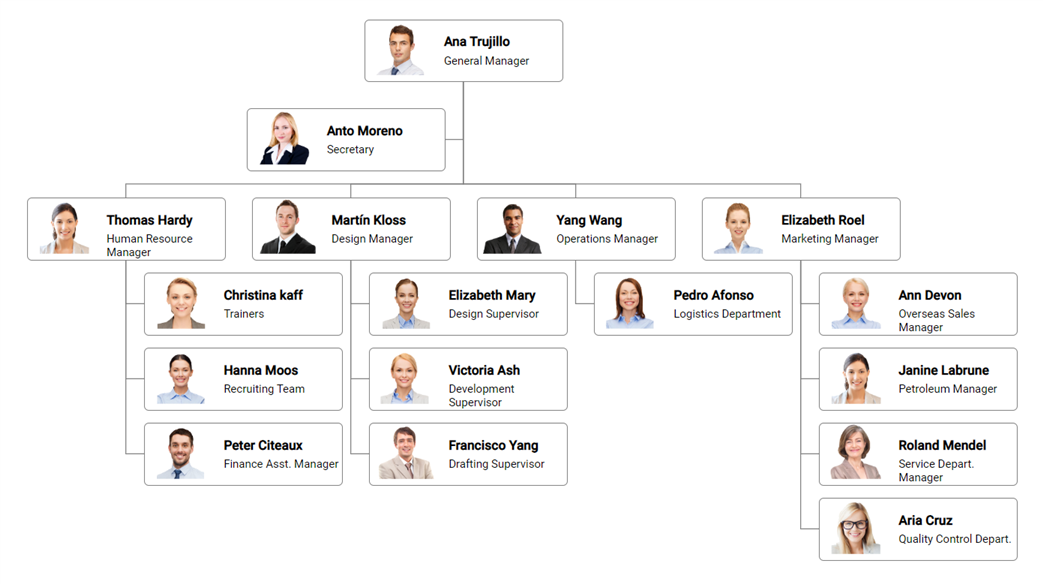 Ana Trujillo
General Manager
Anto Moreno
Secretary
Thomas Hardy
Human Resource
Manager
Martín Kloss
Design Manager
Yang Wang
Operations Manager
Elizabeth Roel
Marketing Manager
Christina kaff
Trainers
Elizabeth Mary
Design Supervisor
Pedro Afonso
Logistics Department
Ann Devon
Overseas Sales
Manager
Hanna Moos
Recruiting Team
Victoria Ash
Development
Supervisor
Janine Labrune
Petroleum Manager
Peter Citeaux
Finance Asst. Manager
Francisco Yang
Drafting Supervisor
Roland Mendel
Service Depart.
Manager
Aria Cruz
Quality Control Depart.